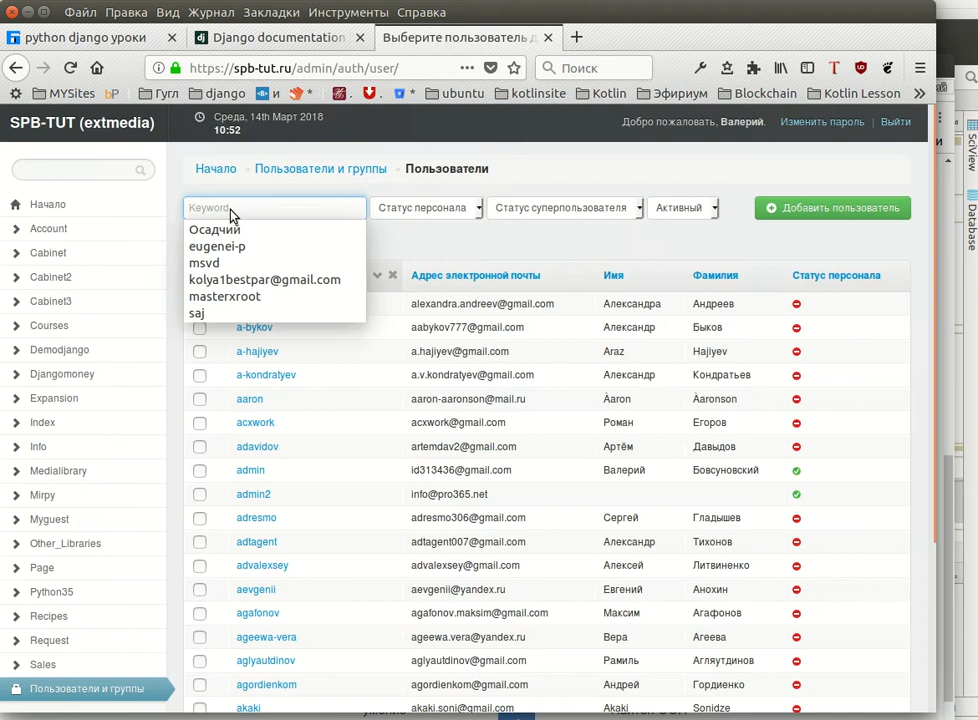 Файл Правка Вид Журнал Закладки Инструменты Справка
python django уроки
Django documentation
Выберите пользователь д
https://spb-tut.ru/admin/auth/user/
Поиск
MYSites Гугл django и ubuntu kotlinsite Kotlin Эфириум Blockchain Kotlin Lesson
SPB-TUT (extmedia)
Среда, 14th Март 2018
10:52
Добро пожаловать, Валерий. Изменить пароль | Выйти
Начало » Пользователи и группы » Пользователи
Keyword
Статус персонала
Статус суперпользователя
Активный
Добавить пользователь
Осадчий
eugenei-p
msvd
kolya1bestpar@gmail.com
masterxroot
saj
Начало
Account
Cabinet
Cabinet2
Cabinet3
Courses
Demodjango
Djangomoney
Expansion
Index
Info
Medialibrary
Mirpy
Myguest
Other_Libraries
Page
Python35
Recipes
Request
Sales
Пользователи и группы
Адрес электронной почты Имя Фамилия Статус персонала
alexandra.andreev@gmail.com Александра Андреев
a-bykov aabykov777@gmail.com Александр Быков
a-hajiyev a.hajiyev@gmail.com Araz Hajiyev
a-kondratyev a.v.kondratyev@gmail.com Александр Кондратьев
aaron aaron-aaronson@mail.ru Àaron Àaronson
acxwork acxwork@gmail.com Роман Егоров
adavidov artemdav2@gmail.com Артём Давыдов
admin id313436@gmail.com Валерий Бовсуновский
admin2 info@pro365.net
adresmo adresmo306@gmail.com Сергей Гладышев
adtagent adtagent007@gmail.com Александр Тихонов
advalexsey advalexsey@gmail.com Алексей Литвиненко
aevgenii aevgenii@yandex.ru Евгений Анохин
agafonov agafonov.maksim@gmail.com Максим Агафонов
ageewa-vera ageewa.vera@yandex.ru Вера Агеева
aglyautdinov aglyautdinov@gmail.com Рамиль Агляутдинов
agordienkom agordienkom@gmail.com Андрей Гордиенко
akaki akaki.soni@gmail.com Akaki Sonidze
SciView
Database